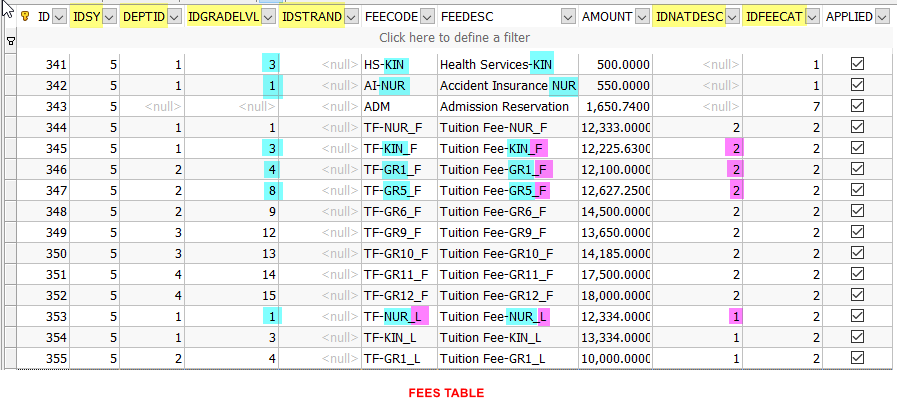 ID IDSY DEPTID IDGRADELVL IDSTRAND FEECODE FEEDESC AMOUNT IDNATDESC IDFEECAT APPLIED
Click here to define a filter
341 5 1 3 <null> HS-KIN Health Services-KIN 500.0000 <null> 1
342 5 1 1 <null> AI-NUR Accident Insurance NUR 550.0000 <null> 1
343 5 <null> <null> <null> ADM Admission Reservation 1,650.7400 <null> 7
344 5 1 1 <null> TF-NUR_F Tuition Fee-NUR_F 12,333.0000 2 2
345 5 1 3 <null> TF-KIN_F Tuition Fee-KIN_F 12,225.6300 2 2
346 5 2 4 <null> TF-GR1_F Tuition Fee-GR1_F 12,100.0000 2 2
347 5 2 8 <null> TF-GR5_F Tuition Fee-GR5_F 12,627.2500 2 2
348 5 2 9 <null> TF-GR6_F Tuition Fee-GR6_F 14,500.0000 2 2
349 5 3 12 <null> TF-GR9_F Tuition Fee-GR9_F 13,650.0000 2 2
350 5 3 13 <null> TF-GR10_F Tuition Fee-GR10_F 14,185.0000 2 2
351 5 4 14 <null> TF-GR11_F Tuition Fee-GR11_F 17,500.0000 2 2
352 5 4 15 <null> TF-GR12_F Tuition Fee-GR12_F 18,000.0000 2 2
353 5 1 1 <null> TF-NUR_L Tuition Fee-NUR_L 12,334.0000 1 2
354 5 1 3 <null> TF-KIN_L Tuition Fee-KIN_L 13,334.0000 1 2
355 5 2 4 <null> TF-GR1_L Tuition Fee-GR1_L 10,000.0000 1 2
FEES TABLE